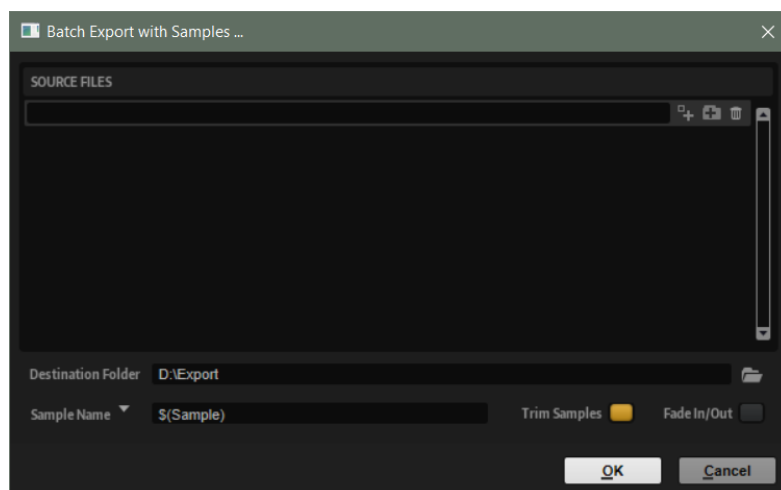 Batch Export with Samples ...
SOURCE FILES
Destination Folder D:\Export
Sample Name $(Sample) Trim Samples Fade In/Out
OK Cancel